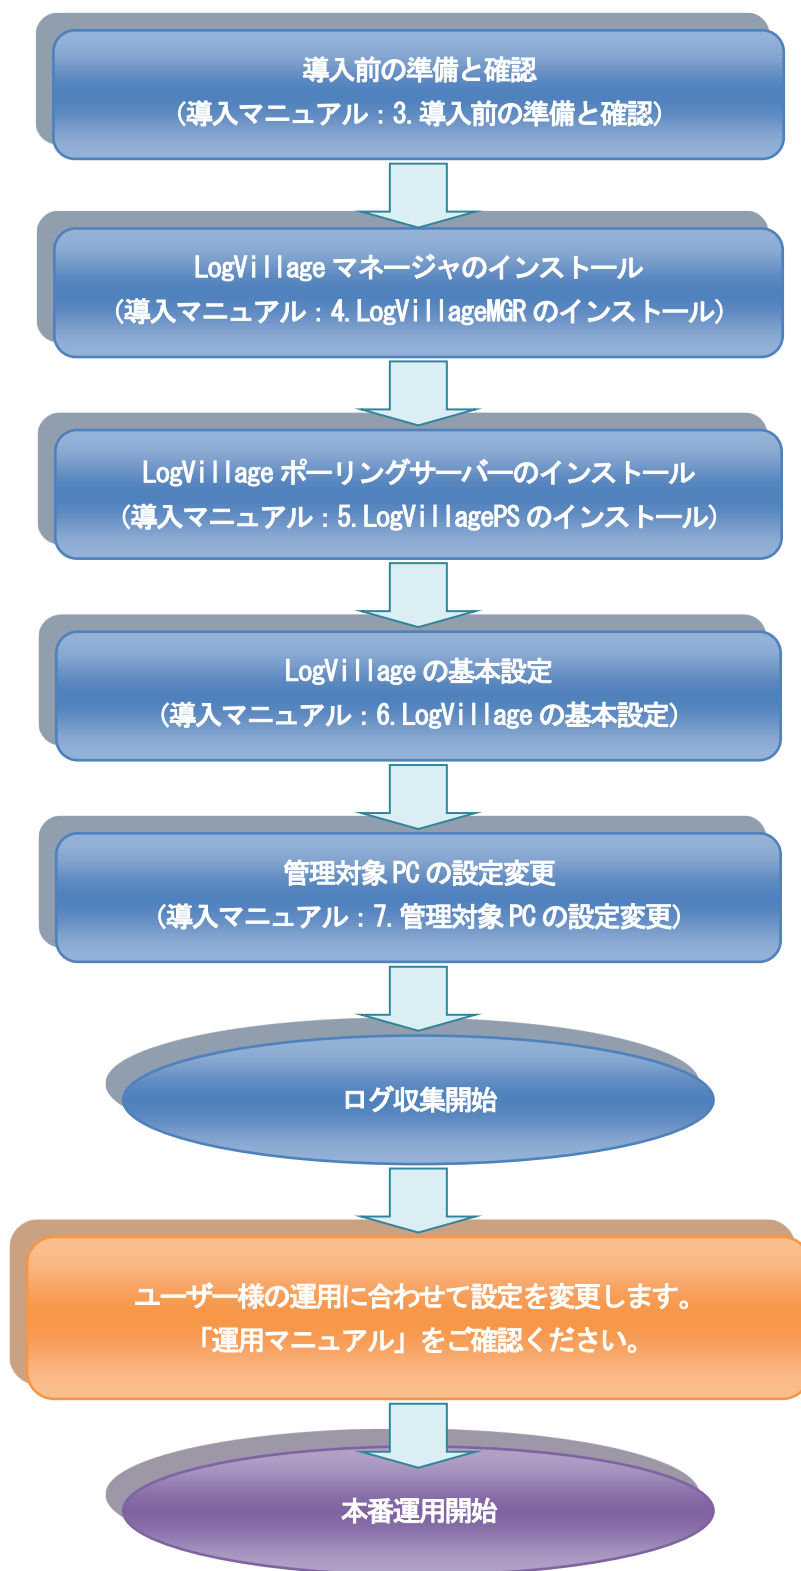 導入前の準備と確認
(導入マニュアル：3.導入前の準備と確認)
LogVillage マネージャのインストール
(導入マニュアル：4.LogVillageMGR のインストール)
LogVillage ポーリングサーバーのインストール
(導入マニュアル：5.LogVillagePS のインストール)
LogVillage の基本設定
(導入マニュアル：6.LogVillage の基本設定)
管理対象 PC の設定変更
(導入マニュアル：7.管理対象 PC の設定変更)
ログ収集開始
ユーザー様の運用に合わせて設定を変更します。
「運用マニュアル」をご確認ください。
本番運用開始